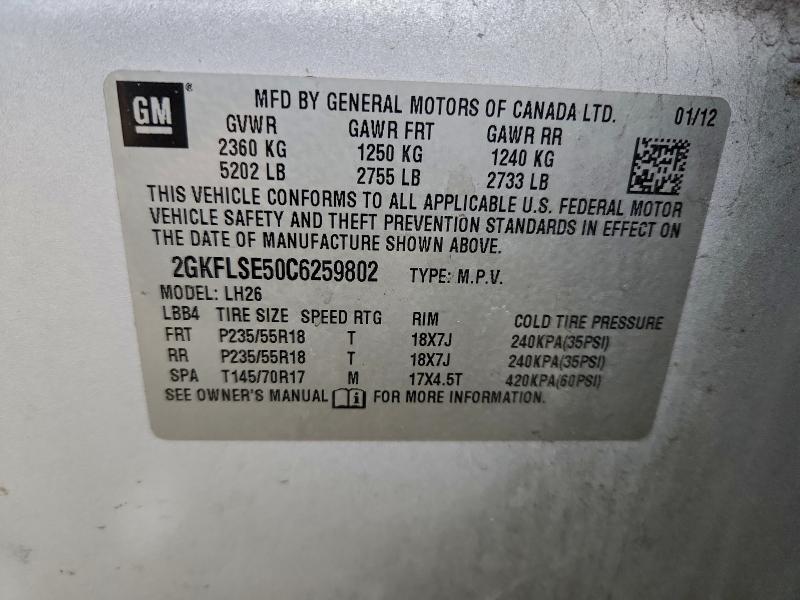 GM ® MFD BY GENERAL MOTORS OF CANADA LTD. 01/12
GVWR GAWR FRT GAWR RR
2360 KG 1250 KG 1240 KG
5202 LB 2755 LB 2733 LB
THIS VEHICLE CONFORMS TO ALL APPLICABLE U.S. FEDERAL MOTOR
VEHICLE SAFETY AND THEFT PREVENTION STANDARDS IN EFFECT ON
THE DATE OF MANUFACTURE SHOWN ABOVE.
2GKFLSE50C6259802 TYPE: M.P.V.
MODEL: LH26
LBB4 TIRE SIZE SPEED RTG RIM COLD TIRE PRESSURE
FRT P235/55R18 T 18X7J 240KPA(35PSI)
RR P235/55R18 T 18X7J 240KPA(35PSI)
SPA T145/70R17 M 17X4.5T 420KPA(60PSI)
SEE OWNER'S MANUAL FOR MORE INFORMATION.